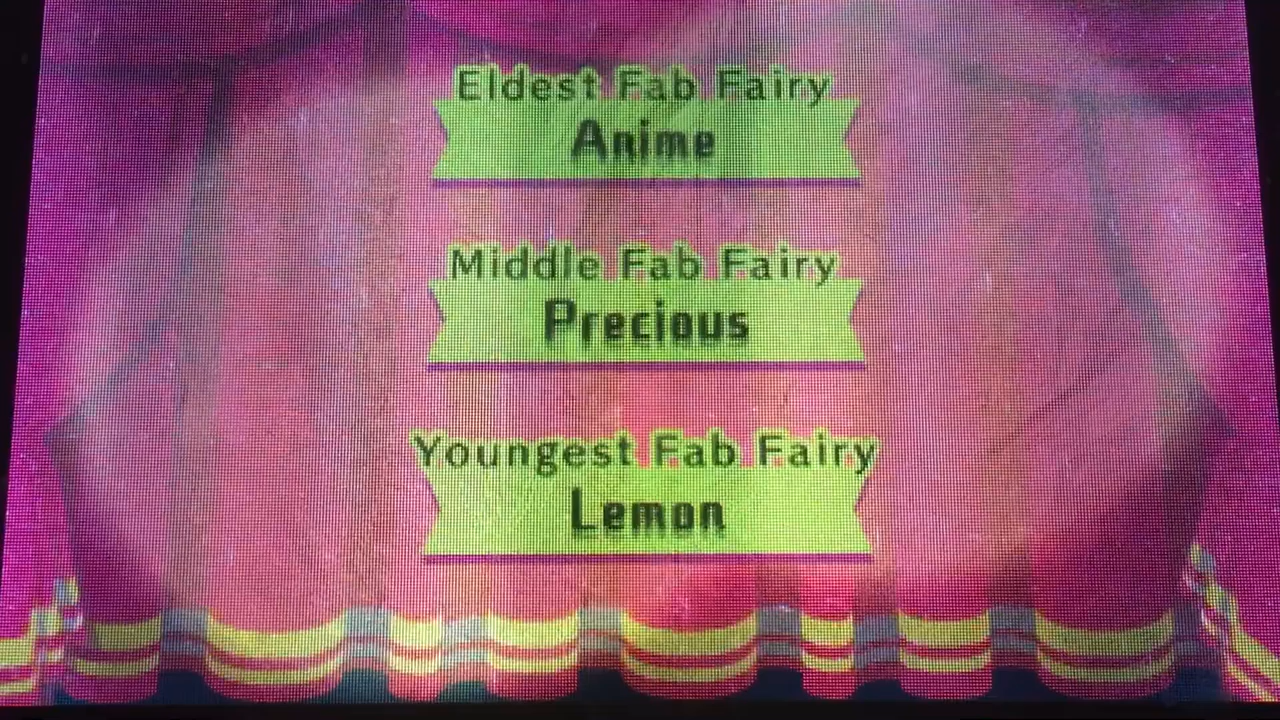 Eldest Fab Fairy
Anime
Middle Fab Fairy
Precious
Youngest Fab Fairy
Lemon